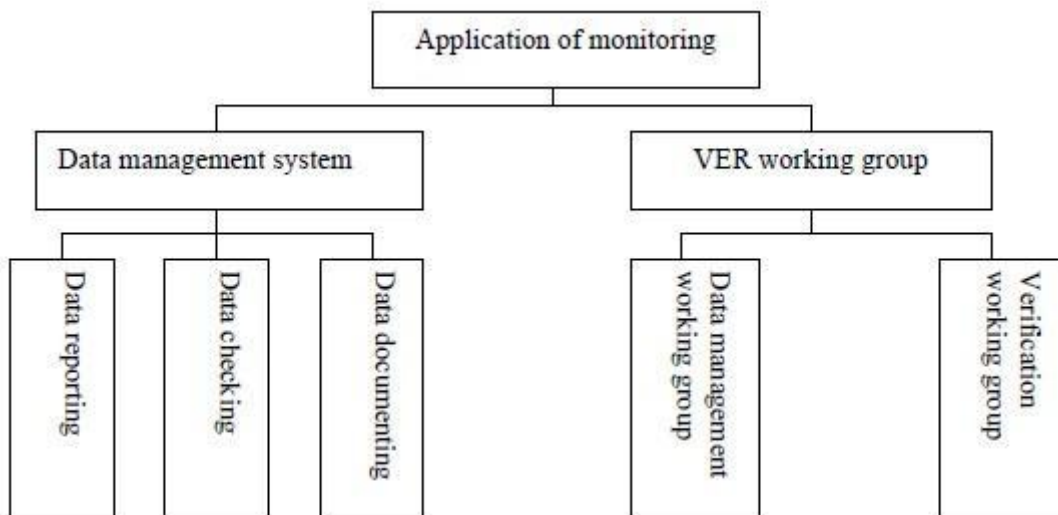 Application of monitoring
Data management system
VER working group
Data reporting
Data checking
Data documenting
Data management
working group
Verification
working group